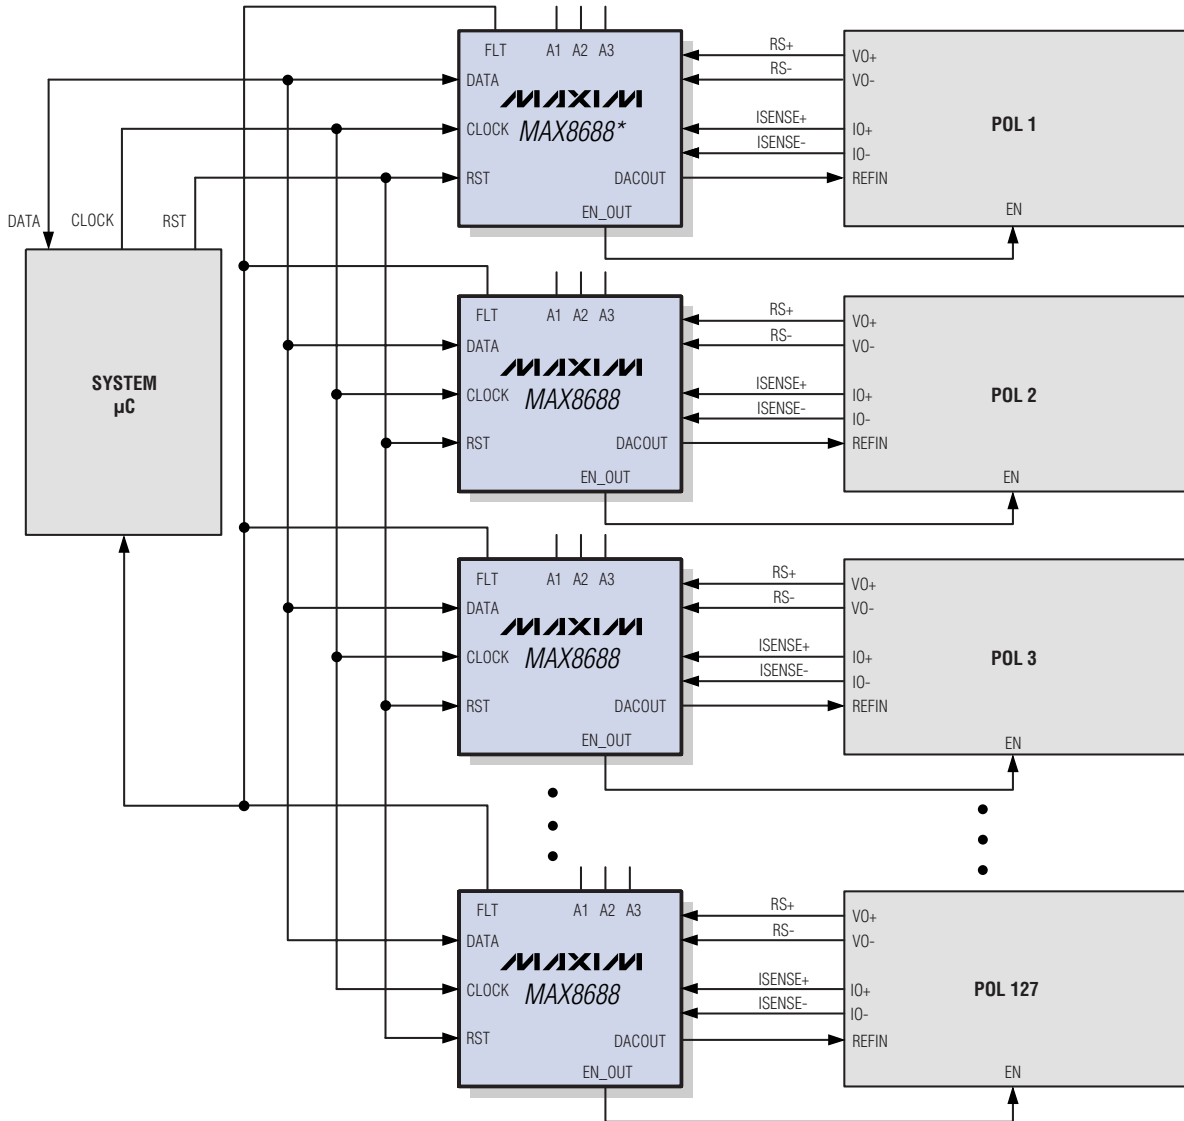 FLT A1 A2 A3
DATA
MAXIM
MAX8688*
CLOCK
RST
DACOUT
EN_OUT
RS+
RS-
ISENSE+
ISENSE-
VO+
VO-
IO+
IO-
REFIN
POL 1
EN
DATA CLOCK RST
SYSTEM
µC
FLT A1 A2 A3
DATA
MAXIM
MAX8688
CLOCK
RST
DACOUT
EN_OUT
RS+
RS-
ISENSE+
ISENSE-
VO+
VO-
IO+
IO-
REFIN
POL 2
EN
FLT A1 A2 A3
DATA
MAXIM
MAX8688
CLOCK
RST
DACOUT
EN_OUT
RS+
RS-
ISENSE+
ISENSE-
VO+
VO-
IO+
IO-
REFIN
POL 3
EN
FLT A1 A2 A3
DATA
MAXIM
MAX8688
CLOCK
RST
DACOUT
EN_OUT
RS+
RS-
ISENSE+
ISENSE-
VO+
VO-
IO+
IO-
REFIN
POL 127
EN